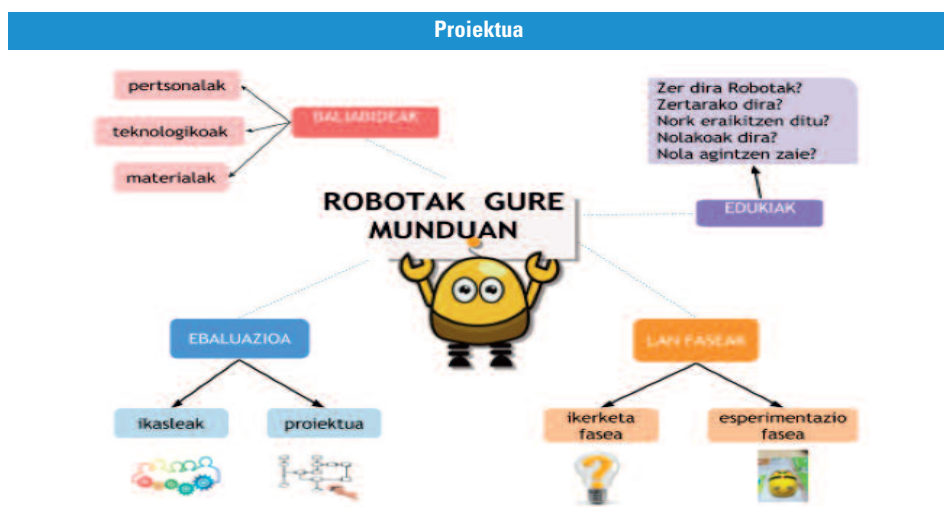 Proiektua
pertsonalak
teknologikoak
materialak
BALIABIDEAK
Zer dira Robotak?
Zertarako dira?
Nork eraikitzen ditu?
Nolakoak dira?
Nola agintzen zaie?
EDUKIAK
ROBOTAK GURE
MUNDUAN
EBALUAZIOA
ikasleak
proiektua
LAN FASEAK
ikerketa
fasea
esperimentazio
fasea